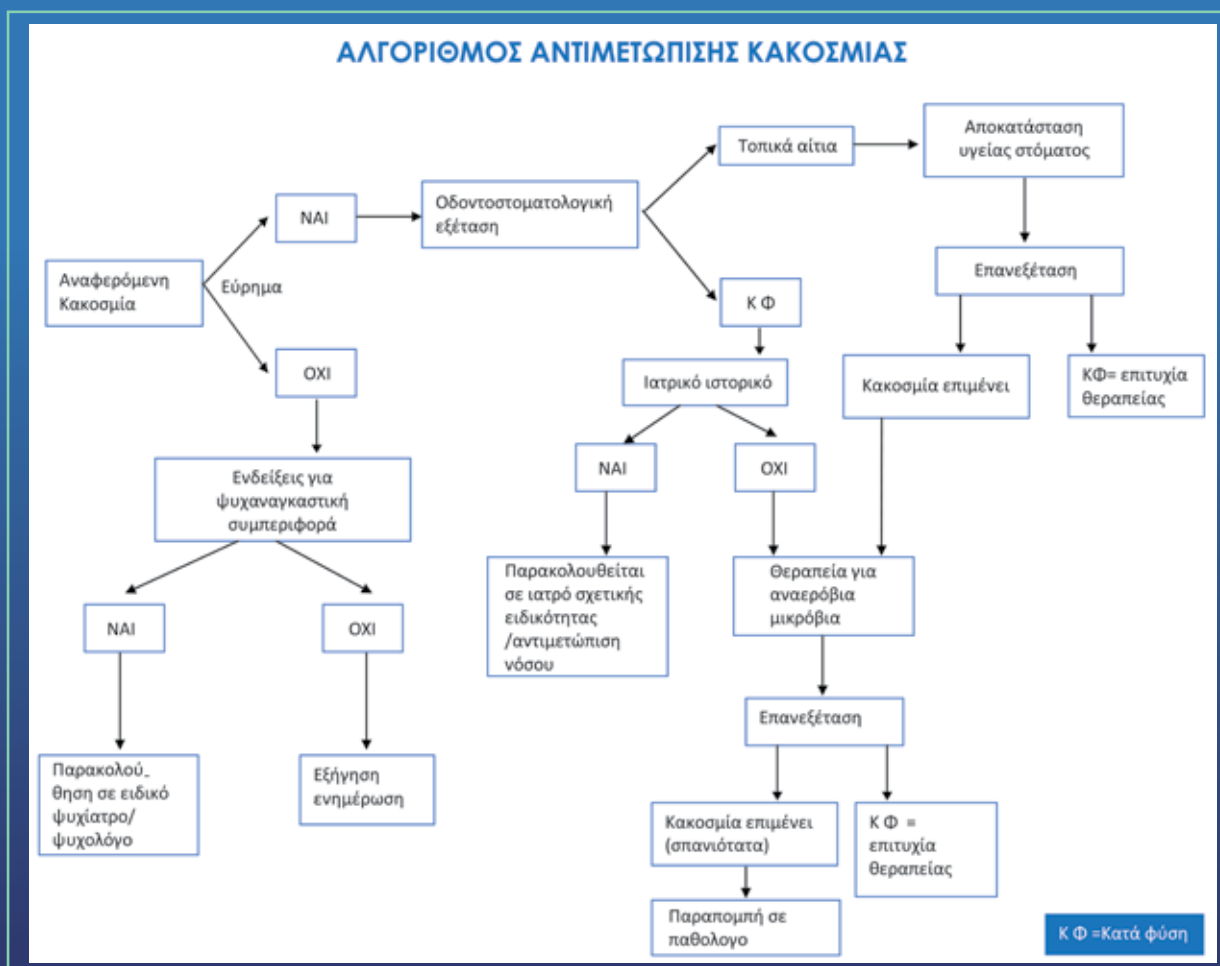 ΑΛΓΟΡΙΘΜΟΣ ΑΝΤΙΜΕΤΩΠΙΣΗΣ ΚΑΚΟΣΜΙΑΣ
Αναφερόμενη
Κακοσμία
Εύρημα
ΝΑΙ
Οδοντοστοματολογική
εξέταση
Τοπικά αίτια
Αποκατάσταση
υγείας στόματος
Επανεξέταση
Κακοσμία επιμένει
ΚΦ= επιτυχία
θεραπείας
Κ Φ
Ιατρικό ιστορικό
ΝΑΙ
ΟΧΙ
Παρακολουθείται
σε ιατρό σχετικής
ειδικότητας
/αντιμετώπιση
νόσου
Θεραπεία για
αναερόβια
μικρόβια
Επανεξέταση
Κακοσμία επιμένει
(σπανιότατα)
Κ Φ =
επιτυχία
θεραπείας
Παραπομπή σε
παθολογο
ΟΧΙ
Ενδείξεις για
ψυχαναγκαστική
συμπεριφορά
ΝΑΙ
ΟΧΙ
Παρακολού_
θηση σε ειδικό
ψυχίατρο/
ψυχολόγο
Εξήγηση
ενημέρωση
Κ Φ =Κατά φύση